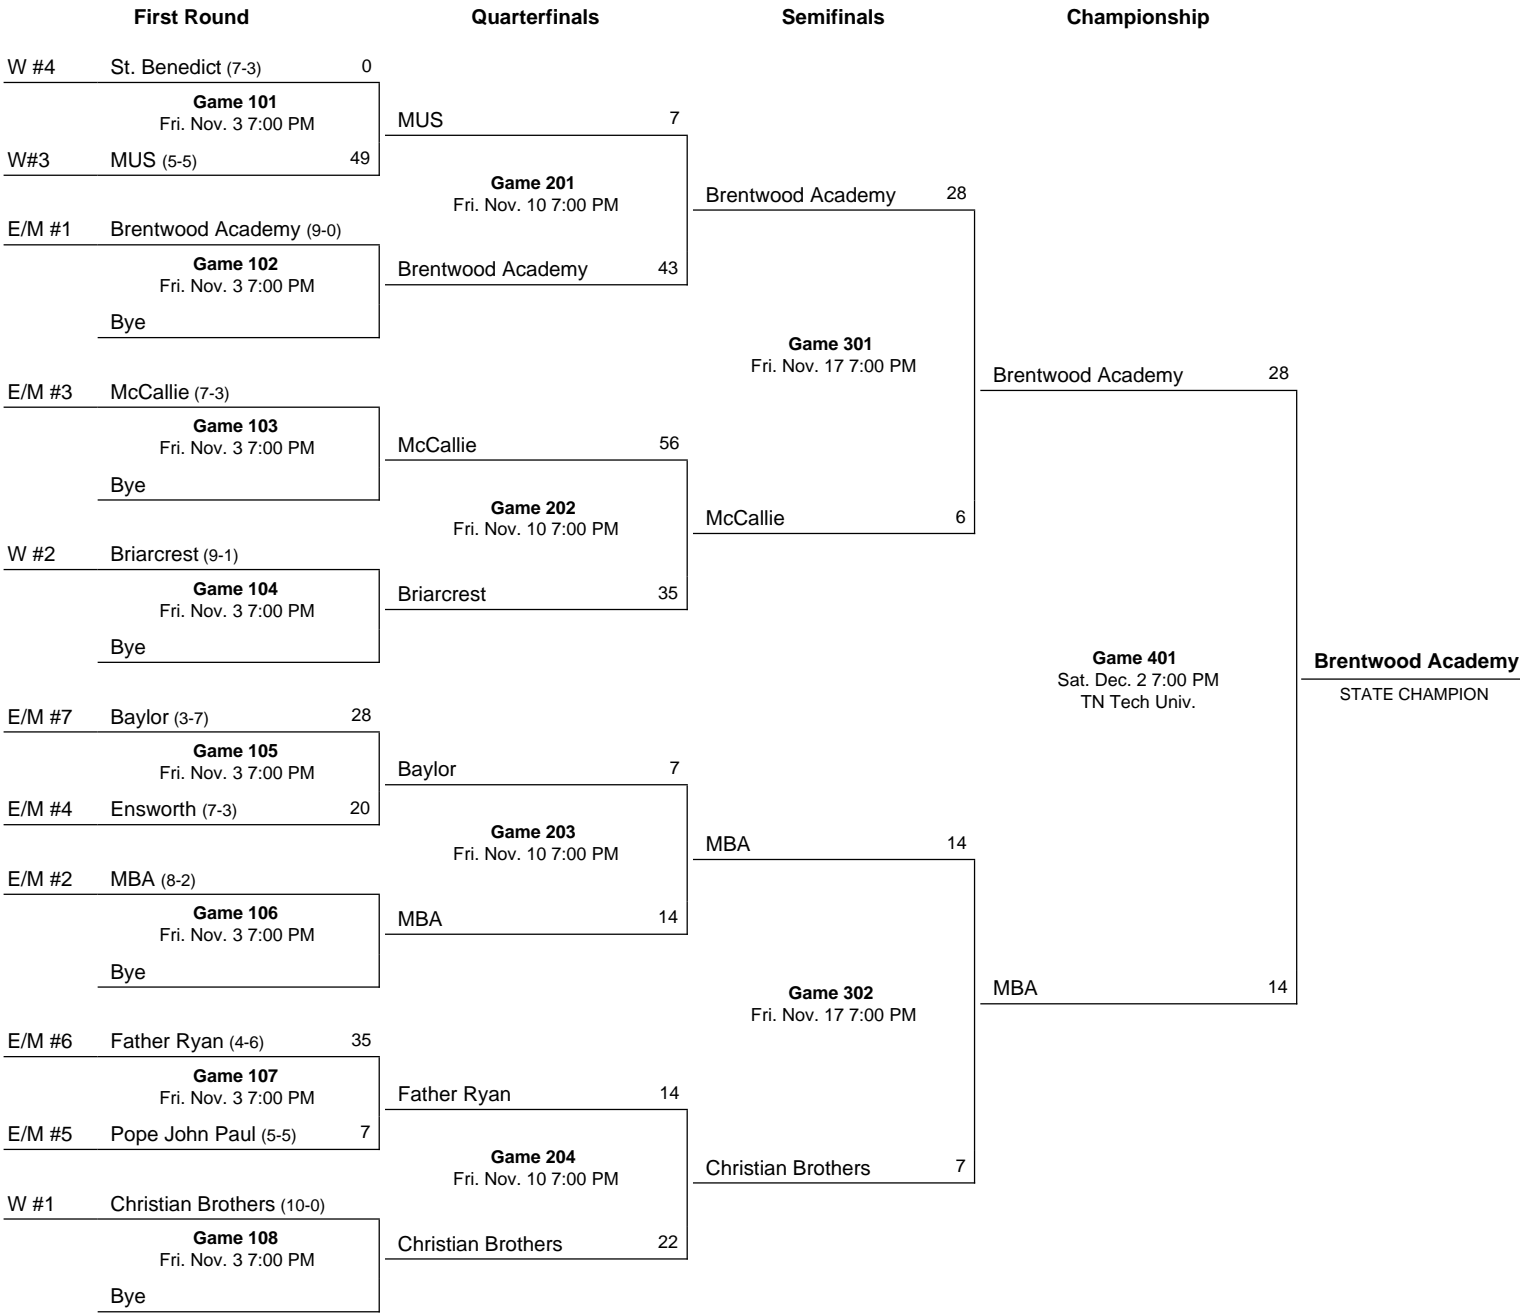 First Round Quarterfinals Semifinals Championship
W #4 St. Benedict (7-3) 0
Game 101
Fri. Nov. 3 7:00 PM
W#3 MUS (5-5) 49
E/M #1 Brentwood Academy (9-0)
Game 102
Fri. Nov. 3 7:00 PM
Bye
E/M #3 McCallie (7-3)
Game 103
Fri. Nov. 3 7:00 PM
Bye
W #2 Briarcrest (9-1)
Game 104
Fri. Nov. 3 7:00 PM
Bye
E/M #7 Baylor (3-7) 28
Game 105
Fri. Nov. 3 7:00 PM
E/M #4 Ensworth (7-3) 20
E/M #2 MBA (8-2)
Game 106
Fri. Nov. 3 7:00 PM
Bye
E/M #6 Father Ryan (4-6) 35
Game 107
Fri. Nov. 3 7:00 PM
E/M #5 Pope John Paul (5-5) 7
W #1 Christian Brothers (10-0)
Game 108
Fri. Nov. 3 7:00 PM
Bye
MUS 7
Game 201
Fri. Nov. 10 7:00 PM
Brentwood Academy 43
McCallie 56
Game 202
Fri. Nov. 10 7:00 PM
Briarcrest 35
Baylor 7
Game 203
Fri. Nov. 10 7:00 PM
MBA 14
Father Ryan 14
Game 204
Fri. Nov. 10 7:00 PM
Christian Brothers 22
Brentwood Academy 28
Game 301
Fri. Nov. 17 7:00 PM
McCallie 6
MBA 14
Game 302
Fri. Nov. 17 7:00 PM
Christian Brothers 7
Brentwood Academy 28
Game 401
Sat. Dec. 2 7:00 PM
TN Tech Univ.
MBA 14
Brentwood Academy
STATE CHAMPION